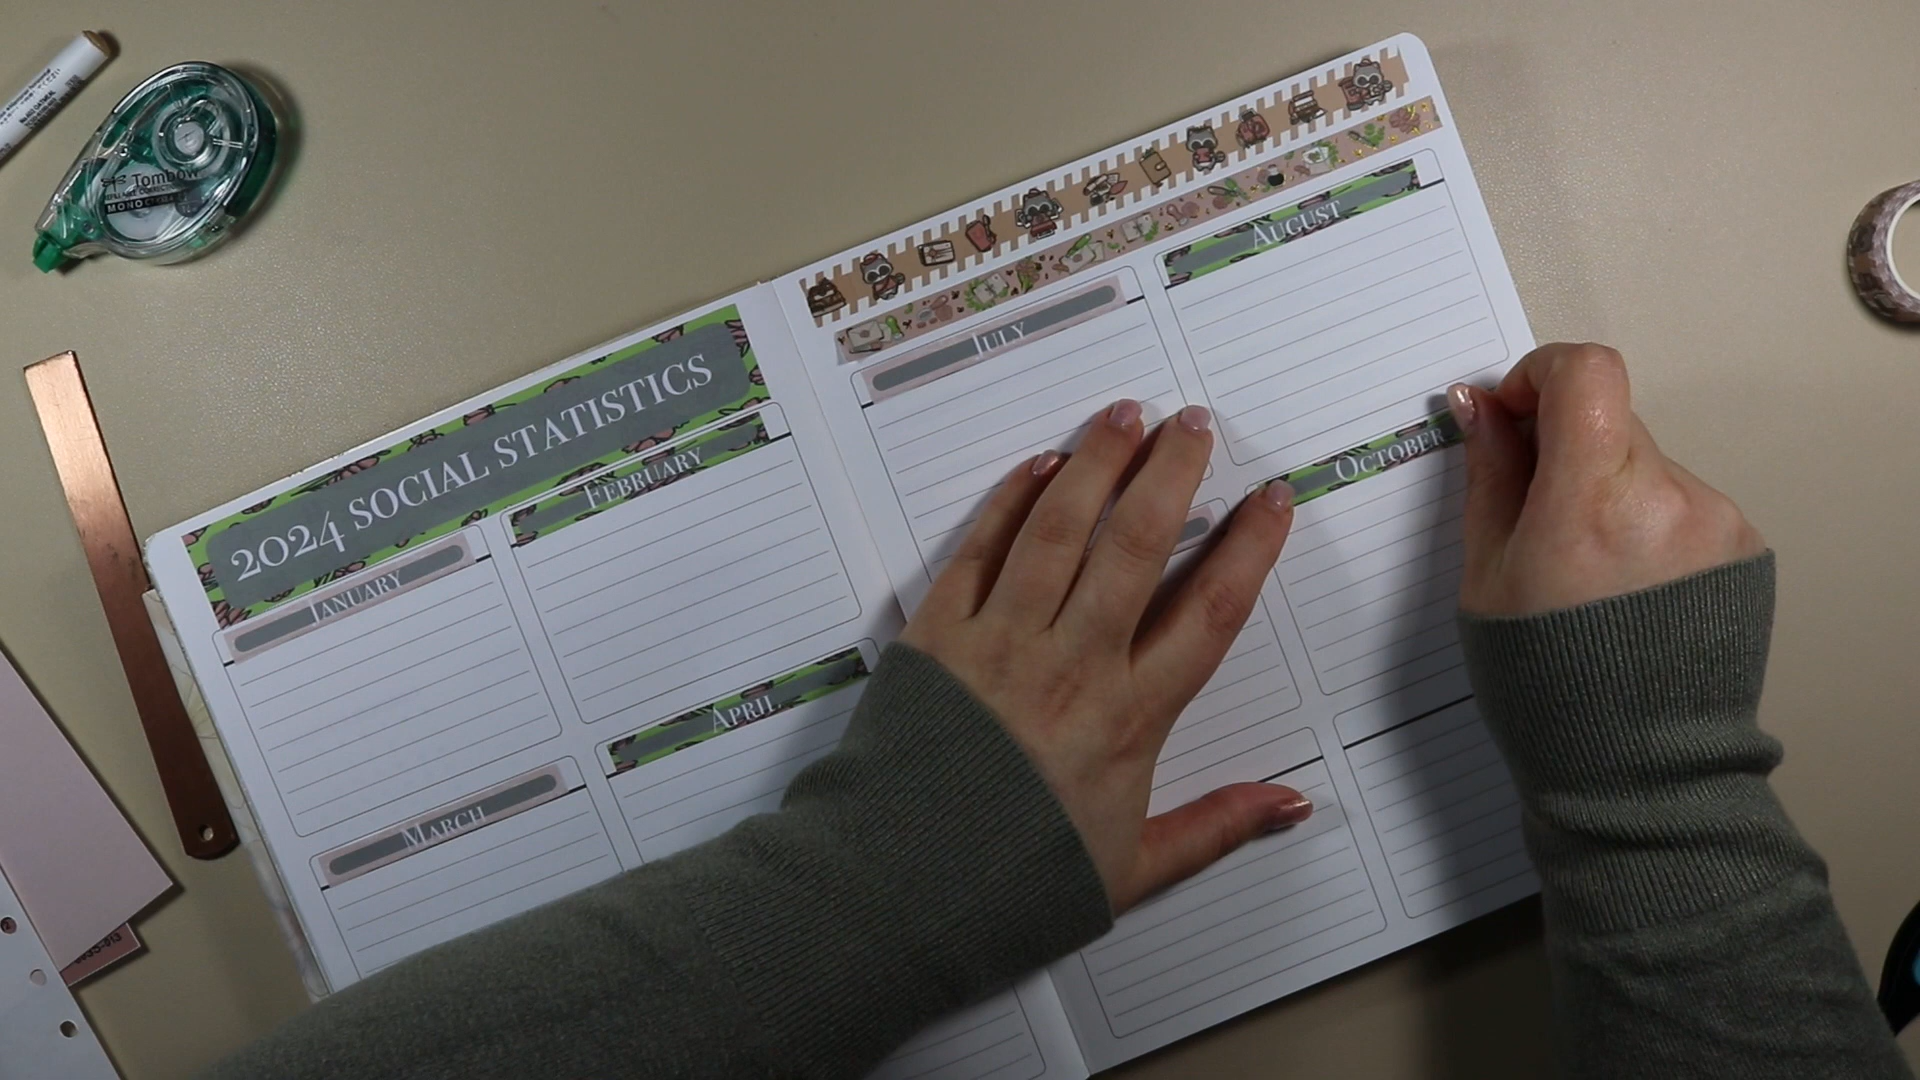 Tombow
MONO
2024 SOCIAL STATISTICS
January
February
March
April
July
August
October